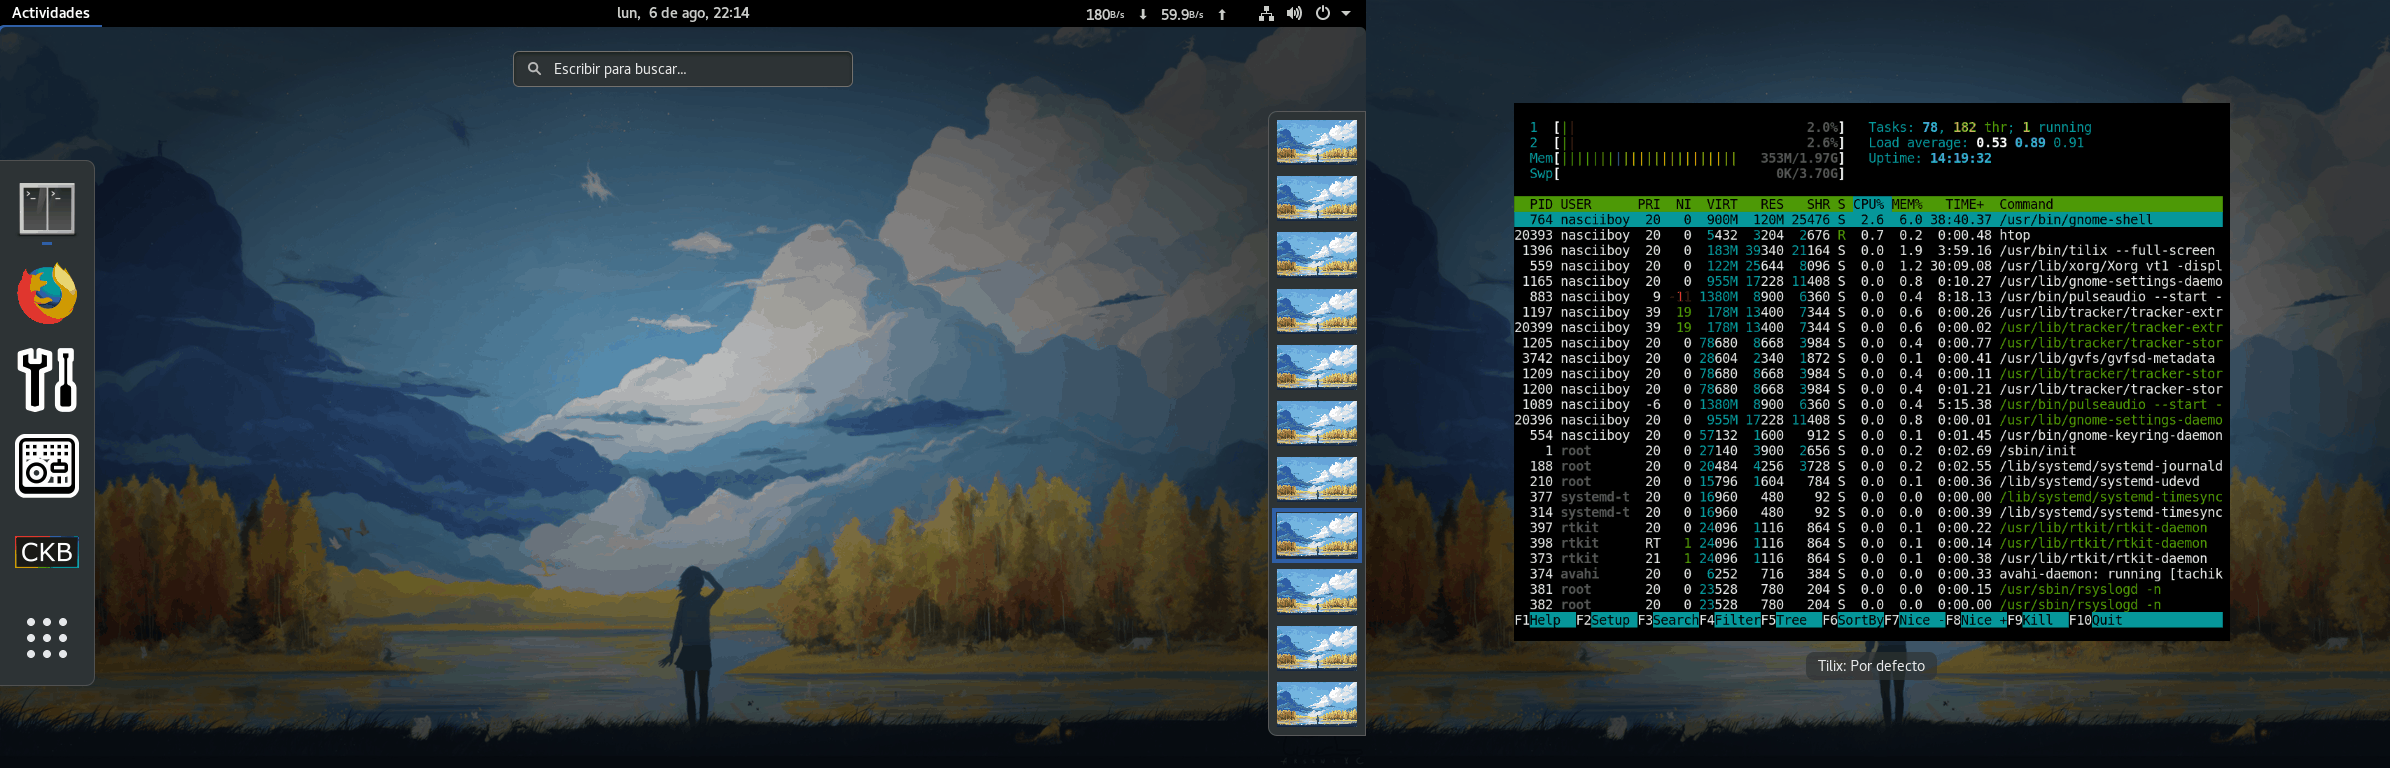 Actividades
lun, 6 de ago, 22:14
180B/s 59.9B/s
Escribir para buscar...
CKB
1 [|| 2.0%] Tasks: 78, 182 thr; 1 running
2 [|| 2.6%] Load average: 0.53 0.89 0.91
Mem[||||||||||||||||||||||| 353M/1.97G] Uptime: 14:19:32
Swp[ 0K/3.70G]
PID USER PRI NI VIRT RES SHR S CPU% MEM% TIME+ Command
764 nasciiboy 20 0 900M 120M 25476 S 2.6 6.0 38:40.37 /usr/bin/gnome-shell
20393 nasciiboy 20 0 5432 3204 2676 R 0.7 0.2 0:00.48 htop
1396 nasciiboy 20 0 183M 39340 21164 S 0.0 1.9 3:59.16 /usr/bin/tilix --full-screen
559 nasciiboy 20 0 122M 25644 8096 S 0.0 1.2 30:09.08 /usr/lib/xorg/Xorg vt1 -displ
1165 nasciiboy 20 0 955M 17228 11408 S 0.0 0.8 0:10.27 /usr/lib/gnome-settings-daemo
883 nasciiboy 9 -11 1380M 8900 6360 S 0.0 0.4 8:18.13 /usr/bin/pulseaudio --start -
1197 nasciiboy 39 19 178M 13400 7344 S 0.0 0.6 0:00.26 /usr/lib/tracker/tracker-extr
20399 nasciiboy 39 19 178M 13400 7344 S 0.0 0.6 0:00.02 /usr/lib/tracker/tracker-extr
1205 nasciiboy 20 0 78680 8668 3984 S 0.0 0.4 0:00.77 /usr/lib/tracker/tracker-stor
3742 nasciiboy 20 0 28604 2340 1872 S 0.0 0.1 0:00.41 /usr/lib/gvfs/gvfsd-metadata
1209 nasciiboy 20 0 78680 8668 3984 S 0.0 0.4 0:00.11 /usr/lib/tracker/tracker-stor
1200 nasciiboy 20 0 78680 8668 3984 S 0.0 0.4 0:01.21 /usr/lib/tracker/tracker-stor
1089 nasciiboy -6 0 1380M 8900 6360 S 0.0 0.4 5:15.38 /usr/bin/pulseaudio --start -
20396 nasciiboy 20 0 955M 17228 11408 S 0.0 0.8 0:00.01 /usr/lib/gnome-settings-daemo
554 nasciiboy 20 0 57132 1600 912 S 0.0 0.1 0:01.45 /usr/bin/gnome-keyring-daemon
1 root 20 0 27140 3900 2656 S 0.0 0.2 0:02.69 /sbin/init
188 root 20 0 20484 4256 3728 S 0.0 0.2 0:02.55 /lib/systemd/systemd-journald
210 root 20 0 15796 1604 784 S 0.0 0.1 0:00.36 /lib/systemd/systemd-udevd
377 systemd-t 20 0 16960 480 92 S 0.0 0.0 0:00.00 /lib/systemd/systemd-timesync
314 systemd-t 20 0 16960 480 92 S 0.0 0.0 0:00.39 /lib/systemd/systemd-timesync
397 rtkit 20 0 24096 1116 864 S 0.0 0.1 0:00.22 /usr/lib/rtkit/rtkit-daemon
398 rtkit RT 1 24096 1116 864 S 0.0 0.1 0:00.14 /usr/lib/rtkit/rtkit-daemon
373 rtkit 21 1 24096 1116 864 S 0.0 0.1 0:00.38 /usr/lib/rtkit/rtkit-daemon
374 avahi 20 0 6252 716 384 S 0.0 0.0 0:00.33 avahi-daemon: running [tachik
381 root 20 0 23528 780 204 S 0.0 0.0 0:00.15 /usr/sbin/rsyslogd -n
382 root 20 0 23528 780 204 S 0.0 0.0 0:00.00 /usr/sbin/rsyslogd -n
F1Help F2Setup F3SearchF4FilterF5Tree F6SortByF7Nice -F8Nice +F9Kill F10Quit
Tilix: Por defecto